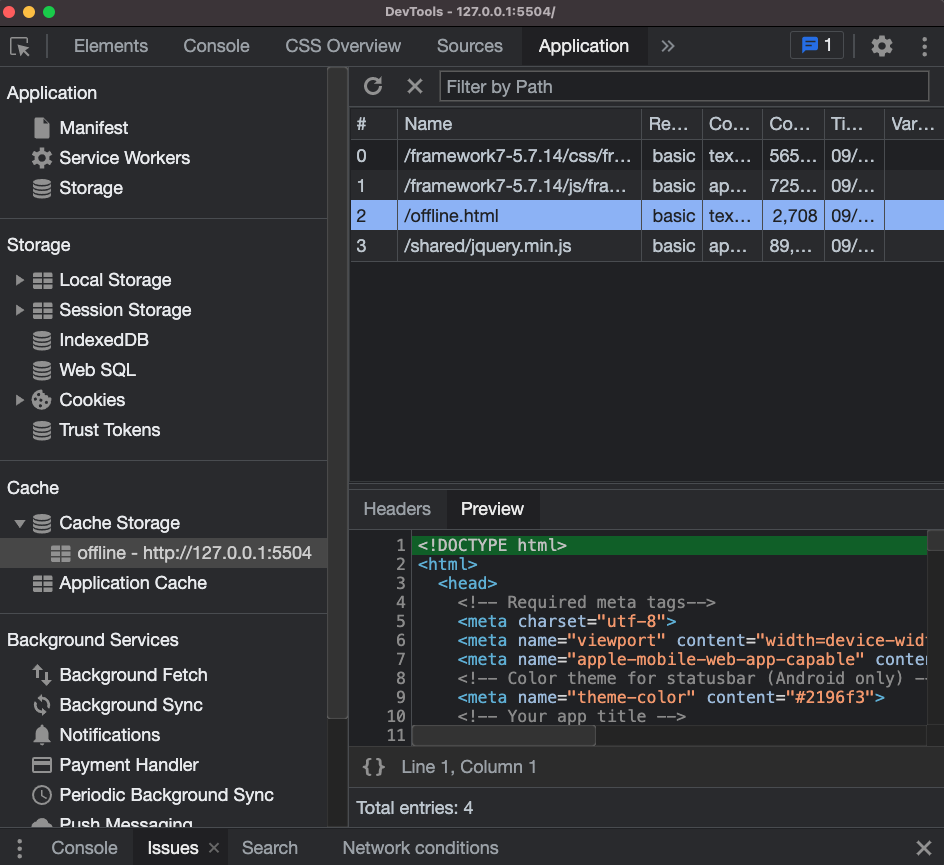 DevTools - 127.0.0.1:5504/
Elements Console CSS Overview Sources Application 1
Application
Manifest
Service Workers
Storage
Storage
Local Storage
Session Storage
IndexedDB
Web SQL
Cookies
Trust Tokens
Cache
Cache Storage
offline - http://127.0.0.1:5504
Application Cache
Background Services
Background Fetch
Background Sync
Notifications
Payment Handler
Periodic Background Sync
Push Messaging
Filter by Path
# Name Re... Co... Co... Ti... Var...
0 /framework7-5.7.14/css/fr... basic tex... 565... 09/...
1 /framework7-5.7.14/js/fra... basic ap... 725... 09/...
2 /offline.html basic tex... 2,708 09/...
3 /shared/jquery.min.js basic ap... 89,... 09/...
Headers Preview
1 <!DOCTYPE html>
2 <html>
3 <head>
4 <!-- Required meta tags-->
5 <meta charset="utf-8">
6 <meta name="viewport" content="width=device-wid
7 <meta name="apple-mobile-web-app-capable" conte
8 <!-- Color theme for statusbar (Android only) -
9 <meta name="theme-color" content="#2196f3">
10 <!-- Your app title -->
11
{} Line 1, Column 1
Total entries: 4
Console Issues Search Network conditions